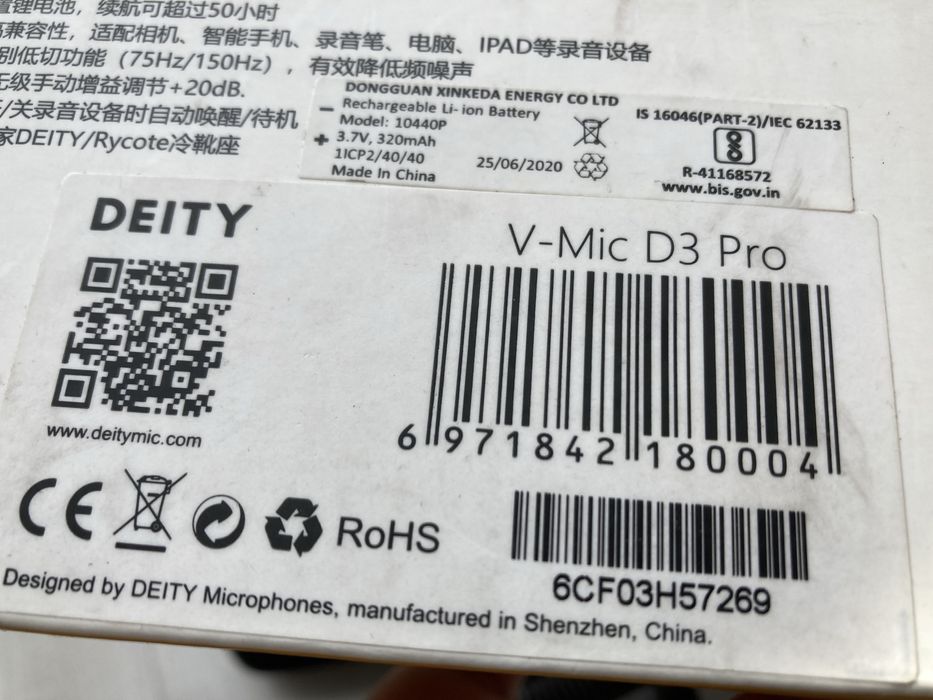 置锂电池，续航可超过50小时
高兼容性，适配相机、智能手机、录音笔、电脑、IPAD等录音设备
别低切功能（75Hz/150Hz），有效降低频噪声
无级手动增益调节+20dB.
/关录音设备时自动唤醒/待机
家DEITY/Rycote冷靴座
DONGGUAN XINKEDA ENERGY CO LTD
Rechargeable Li- ion Battery
Model: 10440P
3.7V, 320mAh
1ICP2/40/40
Made In China
25/06/2020
IS 16046(PART-2)/IEC 62133
R-41168572
www.bis.gov.in
DEITY
www.deitymic.com
V-Mic D3 Pro
6 971842 180004
CE
RoHS
6CF03H57269
Designed by DEITY Microphones, manufactured in Shenzhen, China.